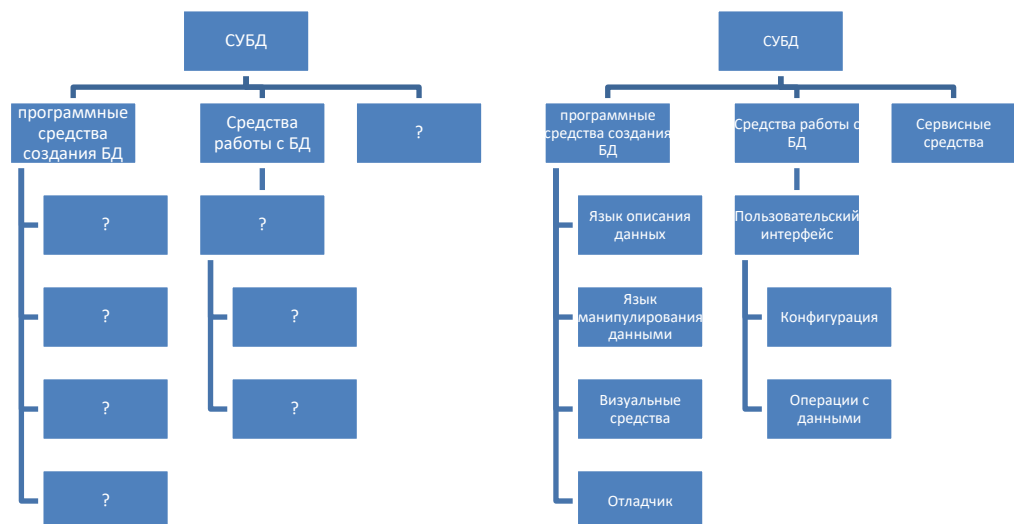 СУБД
программные
средства
создания БД
Средства
работы с БД
?
?
?
?
?
?
?
?
СУБД
программные
средства создания
БД
Средства работы с
БД
Сервисные
средства
Язык описания
данных
Пользовательский
интерфейс
Язык
манипулирования
данными
Конфигурация
Визуальные
средства
Операции с
данными
Отладчик